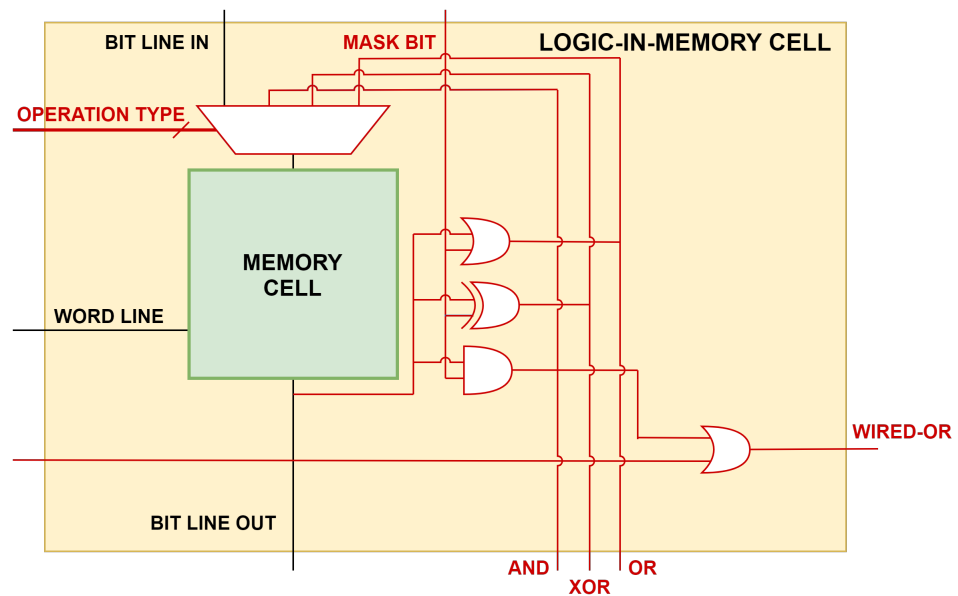 BIT LINE IN
MASK BIT
LOGIC-IN-MEMORY CELL
OPERATION TYPE
MEMORY
CELL
WORD LINE
WIRED-OR
BIT LINE OUT
AND
XOR
OR